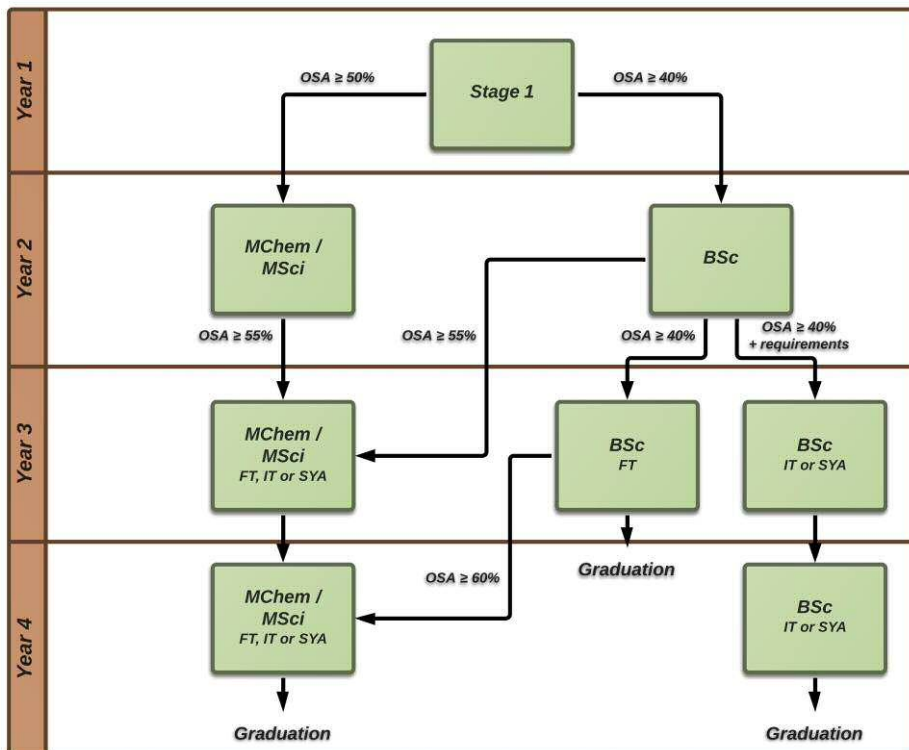 Year 1
OSA ≥ 50%
Stage 1
OSA ≥ 40%
Year 2
MChem /
MSci
BSc
OSA ≥ 55%
OSA ≥ 55%
OSA ≥ 40%
OSA ≥ 40%
+ requirements
Year 3
MChem /
MSci
FT, IT or SYA
BSc
FT
BSc
IT or SYA
Year 4
MChem /
MSci
FT, IT or SYA
OSA ≥ 60%
Graduation
BSc
IT or SYA
Graduation
Graduation